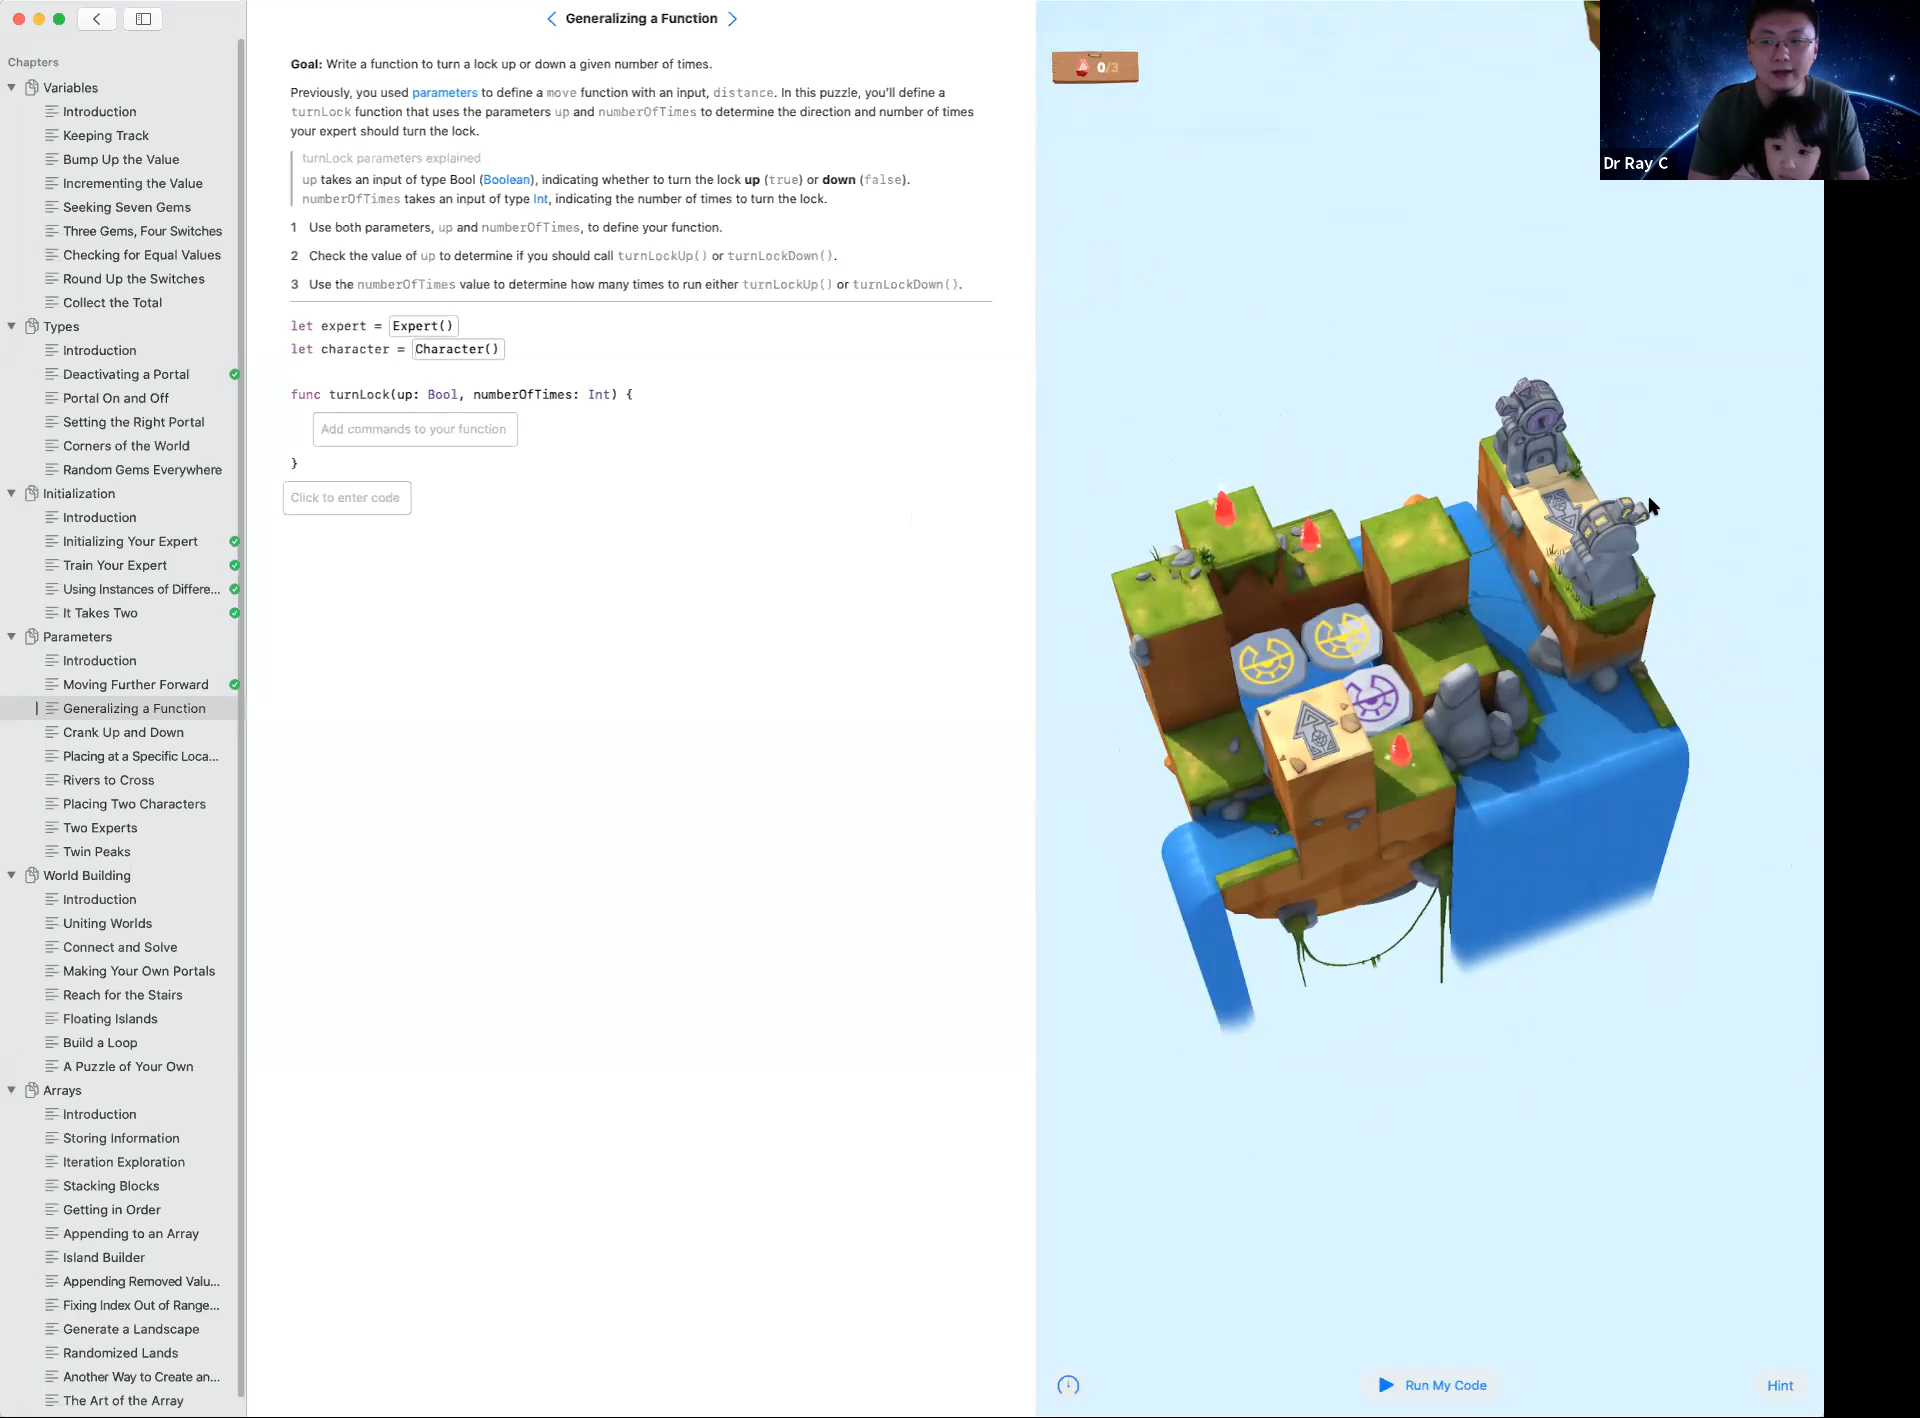 Generalizing a Function
Chapters
Variables
Introduction
Keeping Track
Bump Up the Value
Incrementing the Value
Seeking Seven Gems
Three Gems, Four Switches
Checking for Equal Values
Round Up the Switches
Collect the Total
Types
Introduction
Deactivating a Portal
Portal On and Off
Setting the Right Portal
Corners of the World
Random Gems Everywhere
Initialization
Introduction
Initializing Your Expert
Train Your Expert
Using Instances of Differe...
It Takes Two
Parameters
Introduction
Moving Further Forward
Generalizing a Function
Crank Up and Down
Placing at a Specific Loca...
Rivers to Cross
Placing Two Characters
Two Experts
Twin Peaks
World Building
Introduction
Uniting Worlds
Connect and Solve
Making Your Own Portals
Reach for the Stairs
Floating Islands
Build a Loop
A Puzzle of Your Own
Arrays
Introduction
Storing Information
Iteration Exploration
Stacking Blocks
Getting in Order
Appending to an Array
Island Builder
Appending Removed Valu...
Fixing Index Out of Range...
Generate a Landscape
Randomized Lands
Another Way to Create an...
The Art of the Array
Goal: Write a function to turn a lock up or down a given number of times.
Previously, you used parameters to define a move function with an input, distance. In this puzzle, you'll define a
turnLock function that uses the parameters up and numberOfTimes to determine the direction and number of times
your expert should turn the lock.
turnLock parameters explained
up takes an input of type Bool (Boolean), indicating whether to turn the lock up (true) or down (false).
numberOfTimes takes an input of type Int, indicating the number of times to turn the lock.
1 Use both parameters, up and numberOfTimes, to define your function.
2 Check the value of up to determine if you should call turnLockUp() or turnLockDown().
3 Use the numberOfTimes value to determine how many times to run either turnLockUp() or turnLockDown().
let expert = Expert()
let character = Character()
func turnLock(up: Bool, numberOfTimes: Int) {
Add commands to your function
}
Click to enter code
0/3
Dr Ray C
Run My Code
Hint